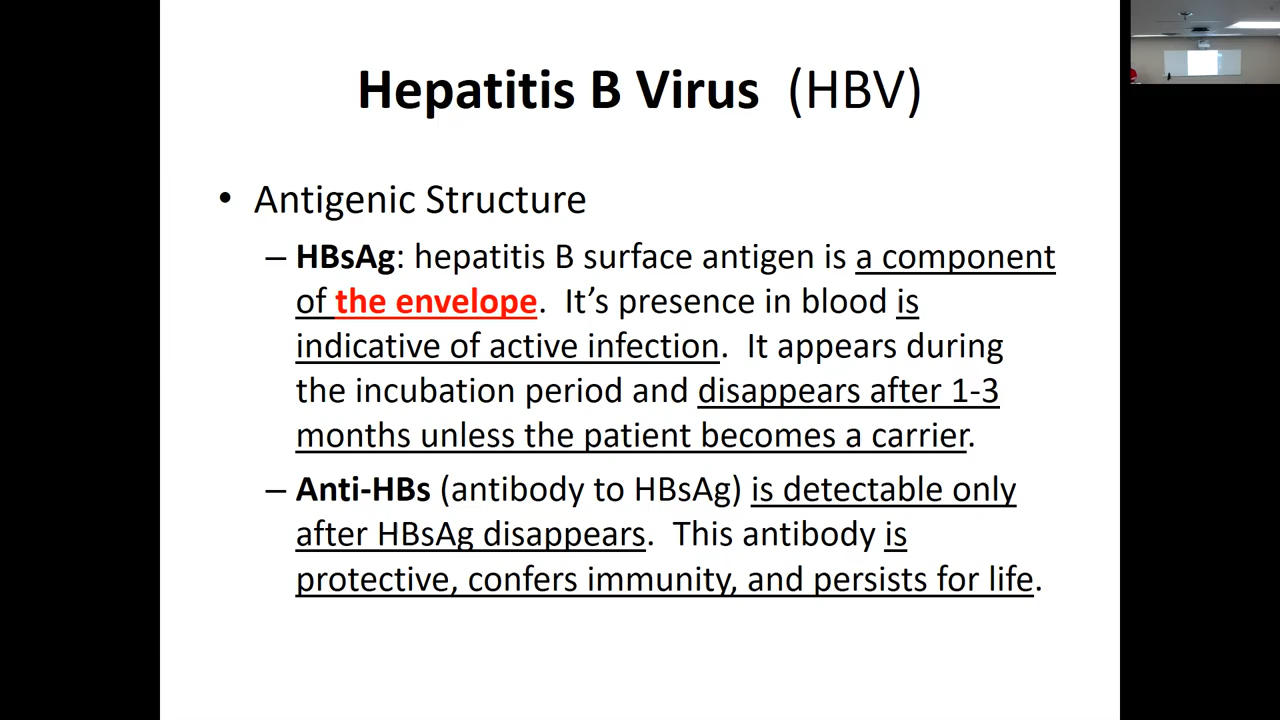 Hepatitis B Virus (HBV)
• Antigenic Structure
– HBsAg: hepatitis B surface antigen is a component
of the envelope. It’s presence in blood is
indicative of active infection. It appears during
the incubation period and disappears after 1-3
months unless the patient becomes a carrier.
– Anti-HBs (antibody to HBsAg) is detectable only
after HBsAg disappears. This antibody is
protective, confers immunity, and persists for life.